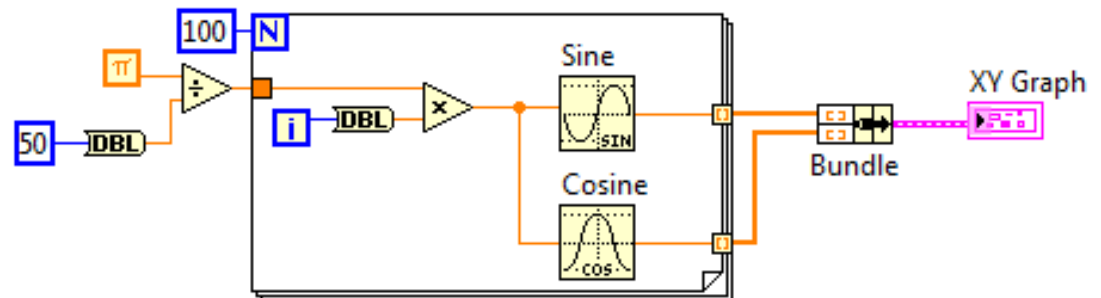 100
N
π
÷
50
DBL
i
DBL
×
Sine
SIN
Cosine
COS
Bundle
XY Graph